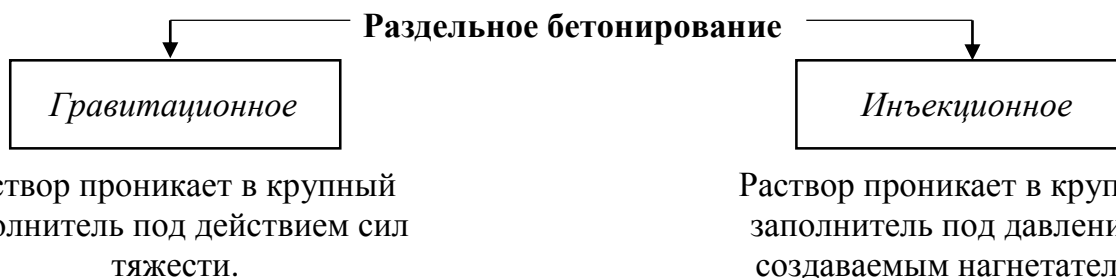 Раздельное бетонирование
Гравитационное
Инъекционное
створ проникает в крупный
олнитель под действием сил
тяжести.
Раствор проникает в круп
заполнитель под давлени
создаваемым нагнетател